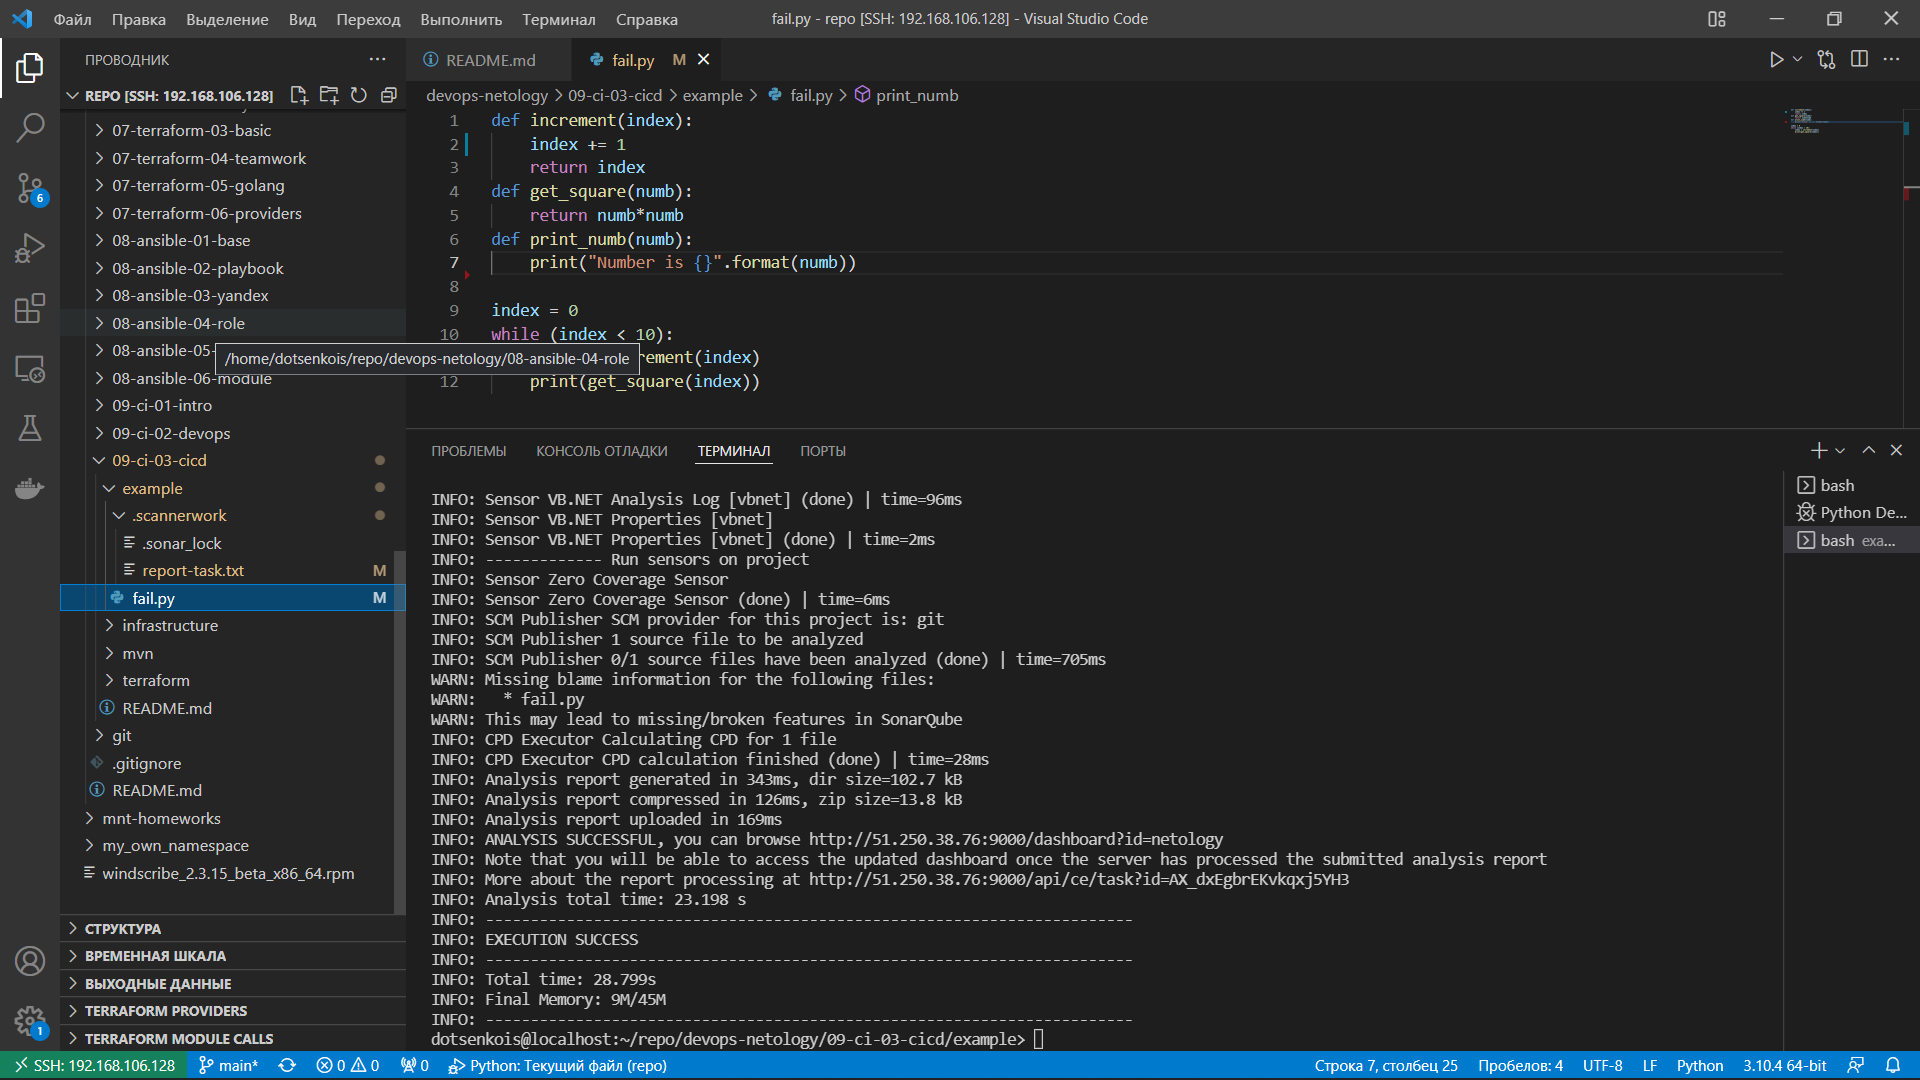 Файл Правка Выделение Вид Переход Выполнить Терминал Справка
fail.py - repo [SSH: 192.168.106.128] - Visual Studio Code
ПРОВОДНИК
REPO [SSH: 192.168.106.128]
07-terraform-03-basic
07-terraform-04-teamwork
07-terraform-05-golang
07-terraform-06-providers
08-ansible-01-base
08-ansible-02-playbook
08-ansible-03-yandex
08-ansible-04-role
08-ansible-05-
/home/dotsenkois/repo/devops-netology/08-ansible-04-role
08-ansible-06-module
09-ci-01-intro
09-ci-02-devops
09-ci-03-cicd
example
.scannerwork
.sonar_lock
report-task.txt M
fail.py M
infrastructure
mvn
terraform
README.md
git
.gitignore
README.md
mnt-homeworks
my_own_namespace
windscribe_2.3.15_beta_x86_64.rpm
СТРУКТУРА
ВРЕМЕННАЯ ШКАЛА
ВЫХОДНЫЕ ДАННЫЕ
TERRAFORM PROVIDERS
TERRAFORM MODULE CALLS
6
1
README.md
fail.py M
devops-netology > 09-ci-03-cicd > example > fail.py > print_numb
1 def increment(index):
2 index += 1
3 return index
4 def get_square(numb):
5 return numb*numb
6 def print_numb(numb):
7 print("Number is {}".format(numb))
8
9 index = 0
10 while (index < 10):
rement(index)
12 print(get_square(index))
ПРОБЛЕМЫ КОНСОЛЬ ОТЛАДКИ ТЕРМИНАЛ ПОРТЫ
INFO: Sensor VB.NET Analysis Log [vbnet] (done) | time=96ms
INFO: Sensor VB.NET Properties [vbnet]
INFO: Sensor VB.NET Properties [vbnet] (done) | time=2ms
INFO: ------------- Run sensors on project
INFO: Sensor Zero Coverage Sensor
INFO: Sensor Zero Coverage Sensor (done) | time=6ms
INFO: SCM Publisher SCM provider for this project is: git
INFO: SCM Publisher 1 source file to be analyzed
INFO: SCM Publisher 0/1 source files have been analyzed (done) | time=705ms
WARN: Missing blame information for the following files:
WARN:   * fail.py
WARN: This may lead to missing/broken features in SonarQube
INFO: CPD Executor Calculating CPD for 1 file
INFO: CPD Executor CPD calculation finished (done) | time=28ms
INFO: Analysis report generated in 343ms, dir size=102.7 kB
INFO: Analysis report compressed in 126ms, zip size=13.8 kB
INFO: Analysis report uploaded in 169ms
INFO: ANALYSIS SUCCESSFUL, you can browse http://51.250.38.76:9000/dashboard?id=netology
INFO: Note that you will be able to access the updated dashboard once the server has processed the submitted analysis report
INFO: More about the report processing at http://51.250.38.76:9000/api/ce/task?id=AX_dxEgbrEKvkqxj5YH3
INFO: Analysis total time: 23.198 s
INFO: ------------------------------------------------------------------------
INFO: EXECUTION SUCCESS
INFO: ------------------------------------------------------------------------
INFO: Total time: 28.799s
INFO: Final Memory: 9M/45M
INFO: ------------------------------------------------------------------------
dotsenkois@localhost:~/repo/devops-netology/09-ci-03-cicd/example>
bash
Python De...
bash exa...
SSH: 192.168.106.128 main* 0 0 0 Python: Текущий файл (repo)
Строка 7, столбец 25 Пробелов: 4 UTF-8 LF Python 3.10.4 64-bit